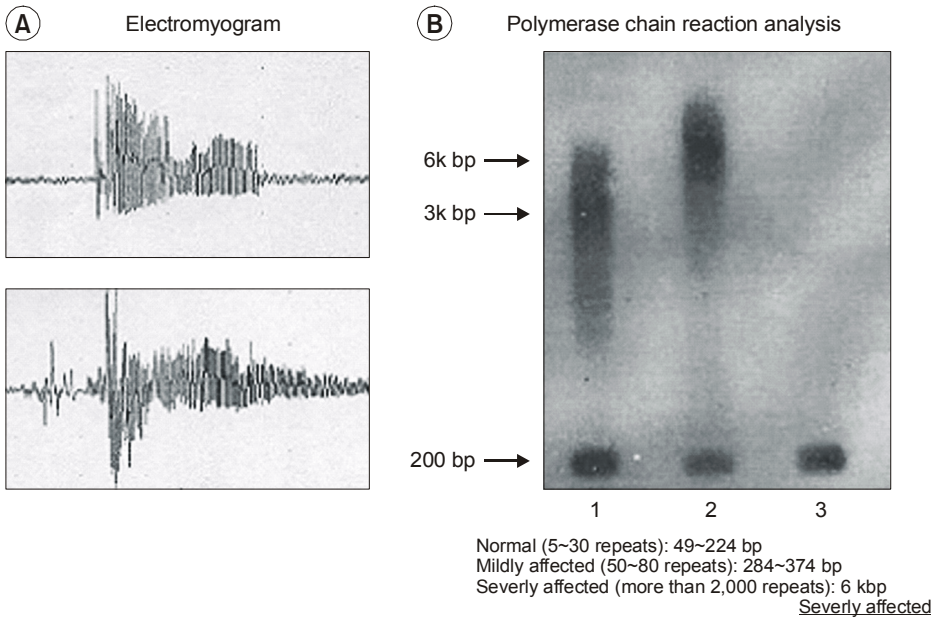 A Electromyogram
B Polymerase chain reaction analysis
6k bp
3k bp
200 bp
1 2 3
Normal (5~30 repeats): 49~224 bp
Mildly affected (50~80 repeats): 284~374 bp
Severly affected (more than 2,000 repeats): 6 kbp
Severly affected